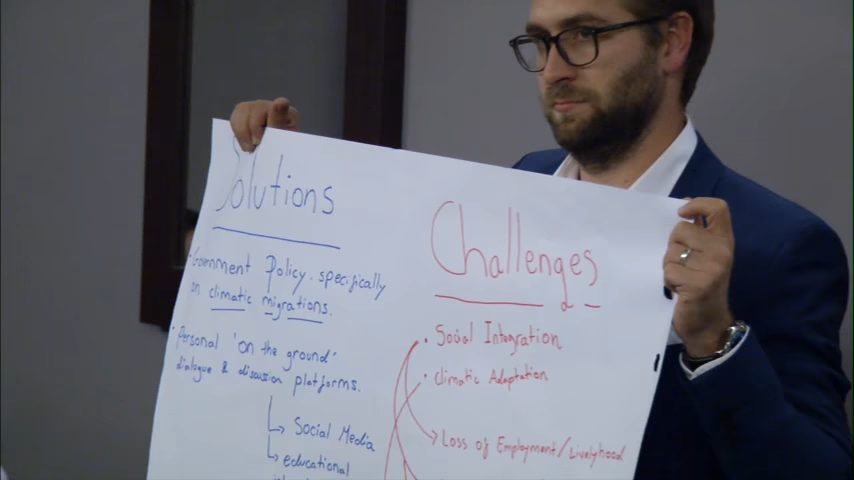 Solutions
Government Policy. specifically
on climatic migrations.
· Personal 'on the ground'
dialogue & discussion platforms.
→ Social Media
→ educational
Challenges
· Social Integration
· Climatic Adaptation
→ Loss of Employment/Livelyhood